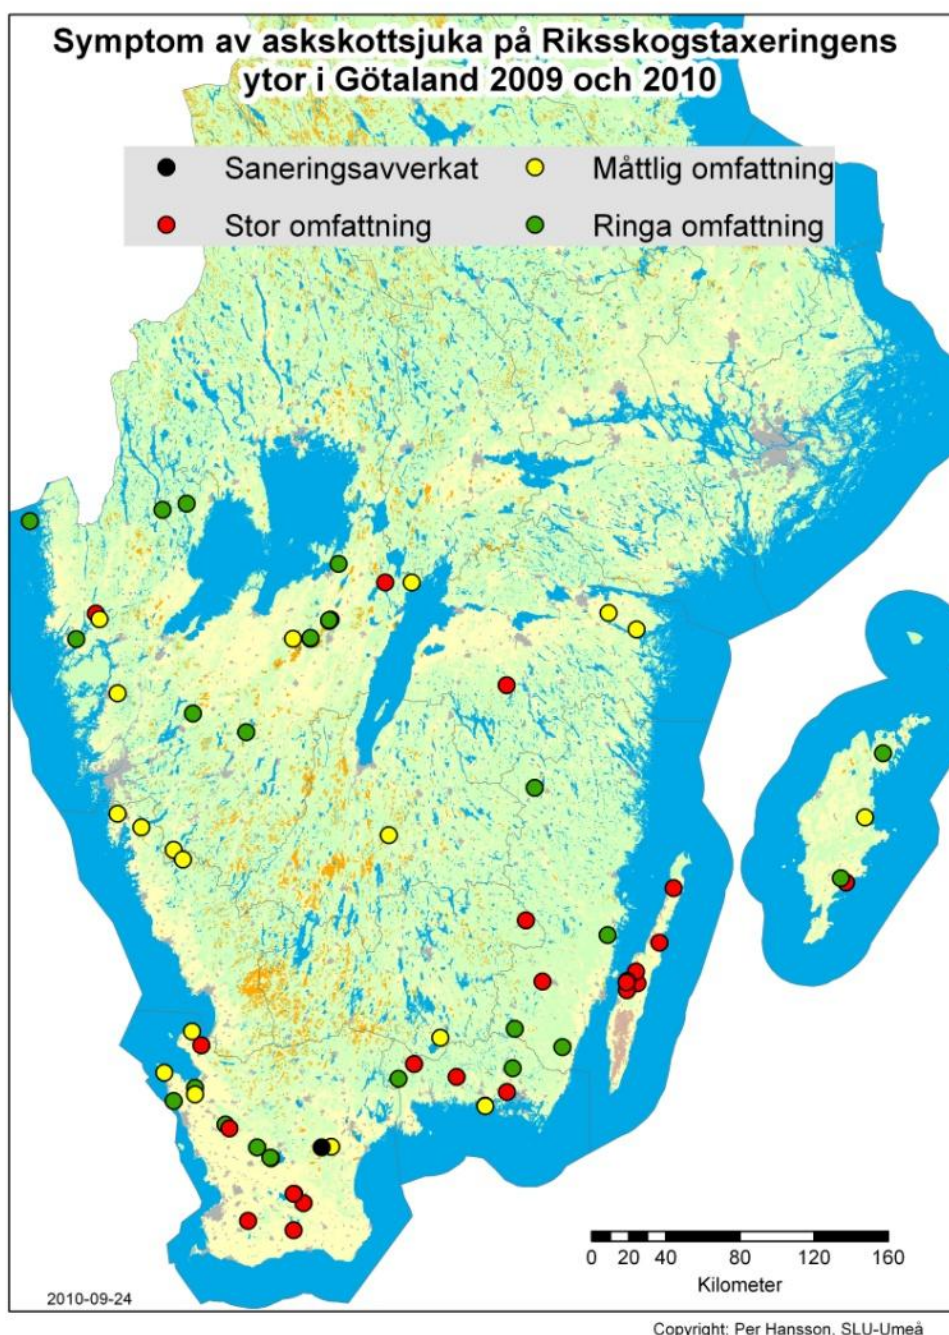 Symptom av askskottsjuka på Riksskogstaxeringens
ytor i Götaland 2009 och 2010
Saneringsavverkat
Måttlig omfattning
Stor omfattning
Ringa omfattning
0 20 40 80 120 160
Kilometer
2010-09-24
Copyright: Per Hansson, SLU-Umeå